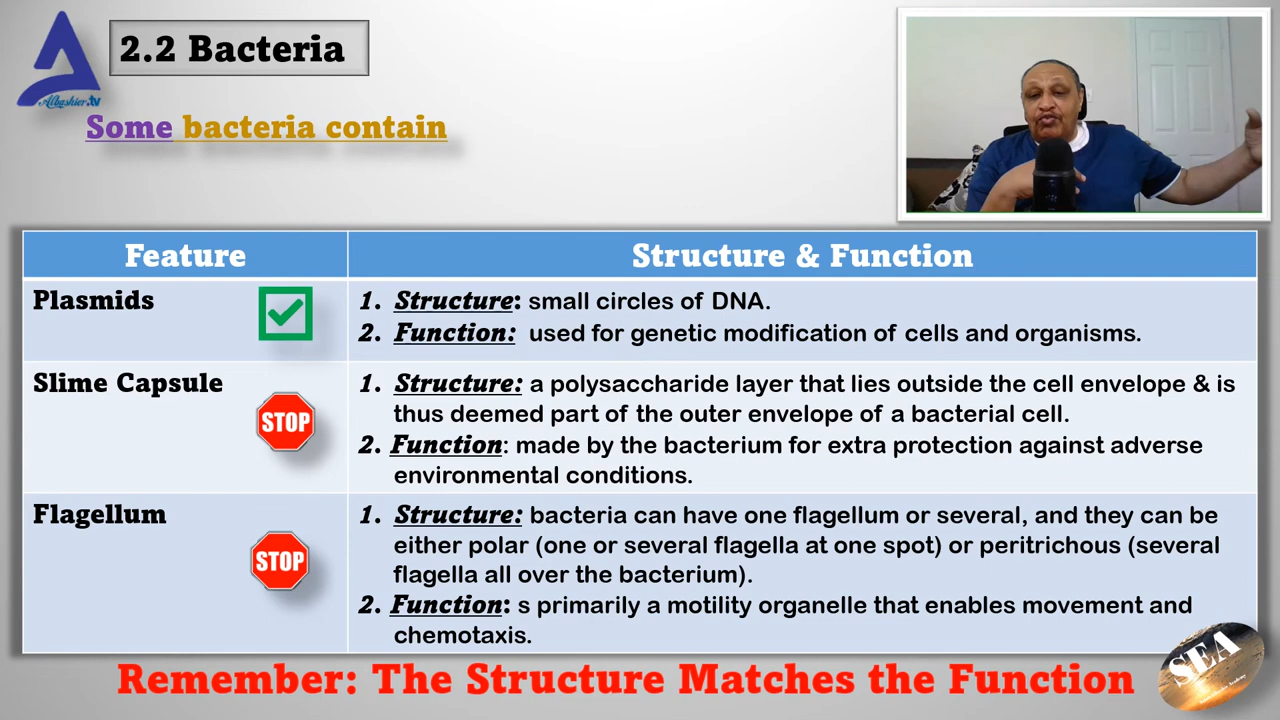 2.2 Bacteria
Albashier.tv
Some bacteria contain
Feature
Structure & Function
Plasmids
1. Structure: small circles of DNA.
2. Function: used for genetic modification of cells and organisms.
Slime Capsule
STOP
1. Structure: a polysaccharide layer that lies outside the cell envelope & is
thus deemed part of the outer envelope of a bacterial cell.
2. Function: made by the bacterium for extra protection against adverse
environmental conditions.
Flagellum
STOP
1. Structure: bacteria can have one flagellum or several, and they can be
either polar (one or several flagella at one spot) or peritrichous (several
flagella all over the bacterium).
2. Function: s primarily a motility organelle that enables movement and
chemotaxis.
Remember: The Structure Matches the Function
SEA